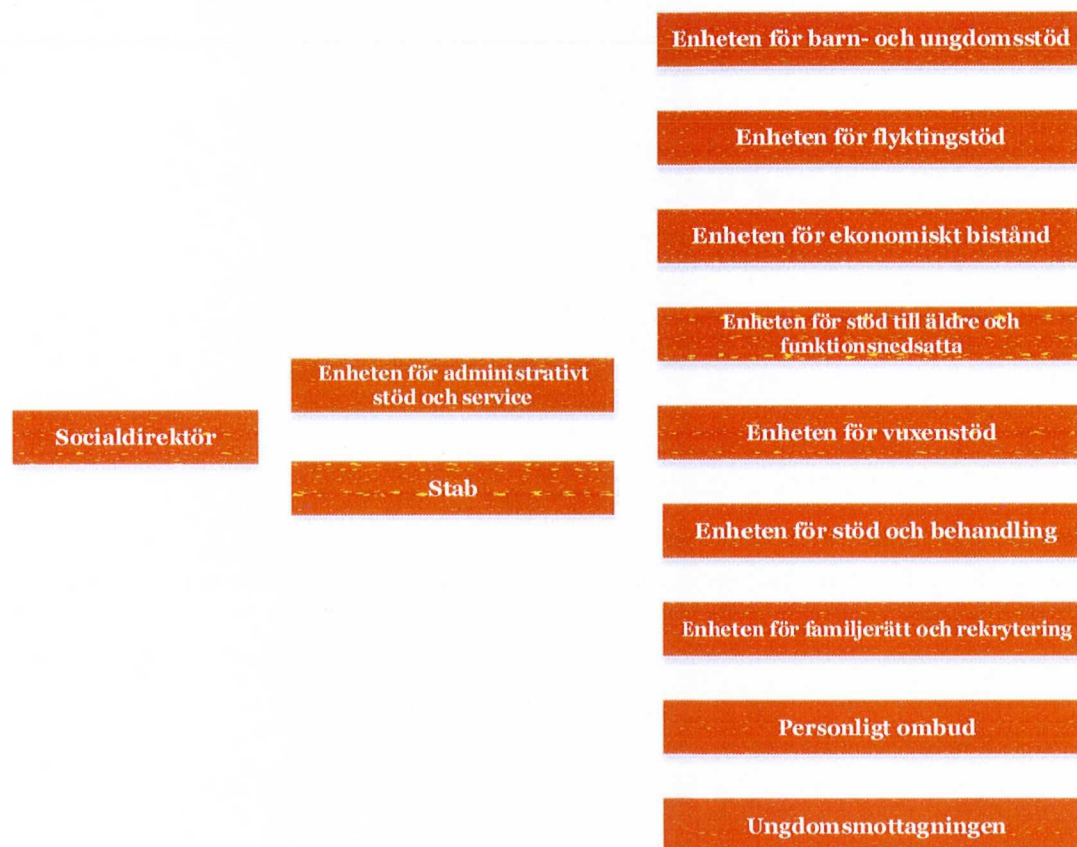 Socialdirektör
Enheten för administrativt
stöd och service
Stab
Enheten för barn- och ungdomsstöd
Enheten för flyktingstöd
Enheten för ekonomiskt bistånd
Enheten för stöd till äldre och
funktionsnedsatta
Enheten för vuxenstöd
Enheten för stöd och behandling
Enheten för familjerätt och rekrytering
Personligt ombud
Ungdomsmottagningen